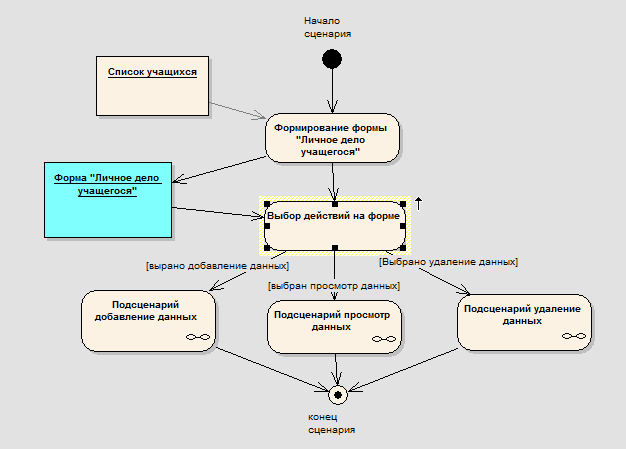 Начало
сценария
Список учащихся
Формирование формы
"Личное дело
учащегося"
Форма "Личное дело
учащегося"
Выбор действий на форме
[вырано добавление данных]
[выбран просмотр данных]
[Выбрано удаление данных]
Подсценарий
добавление данных
Подсценарий просмотр
данных
Подсценарий удаление
данных
конец
сценария